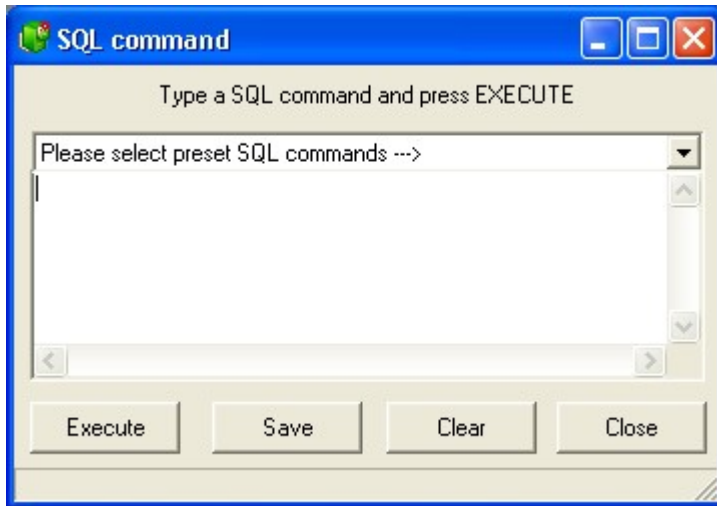 SQL command
Type a SQL command and press EXECUTE
Please select preset SQL commands --->
Execute Save Clear Close